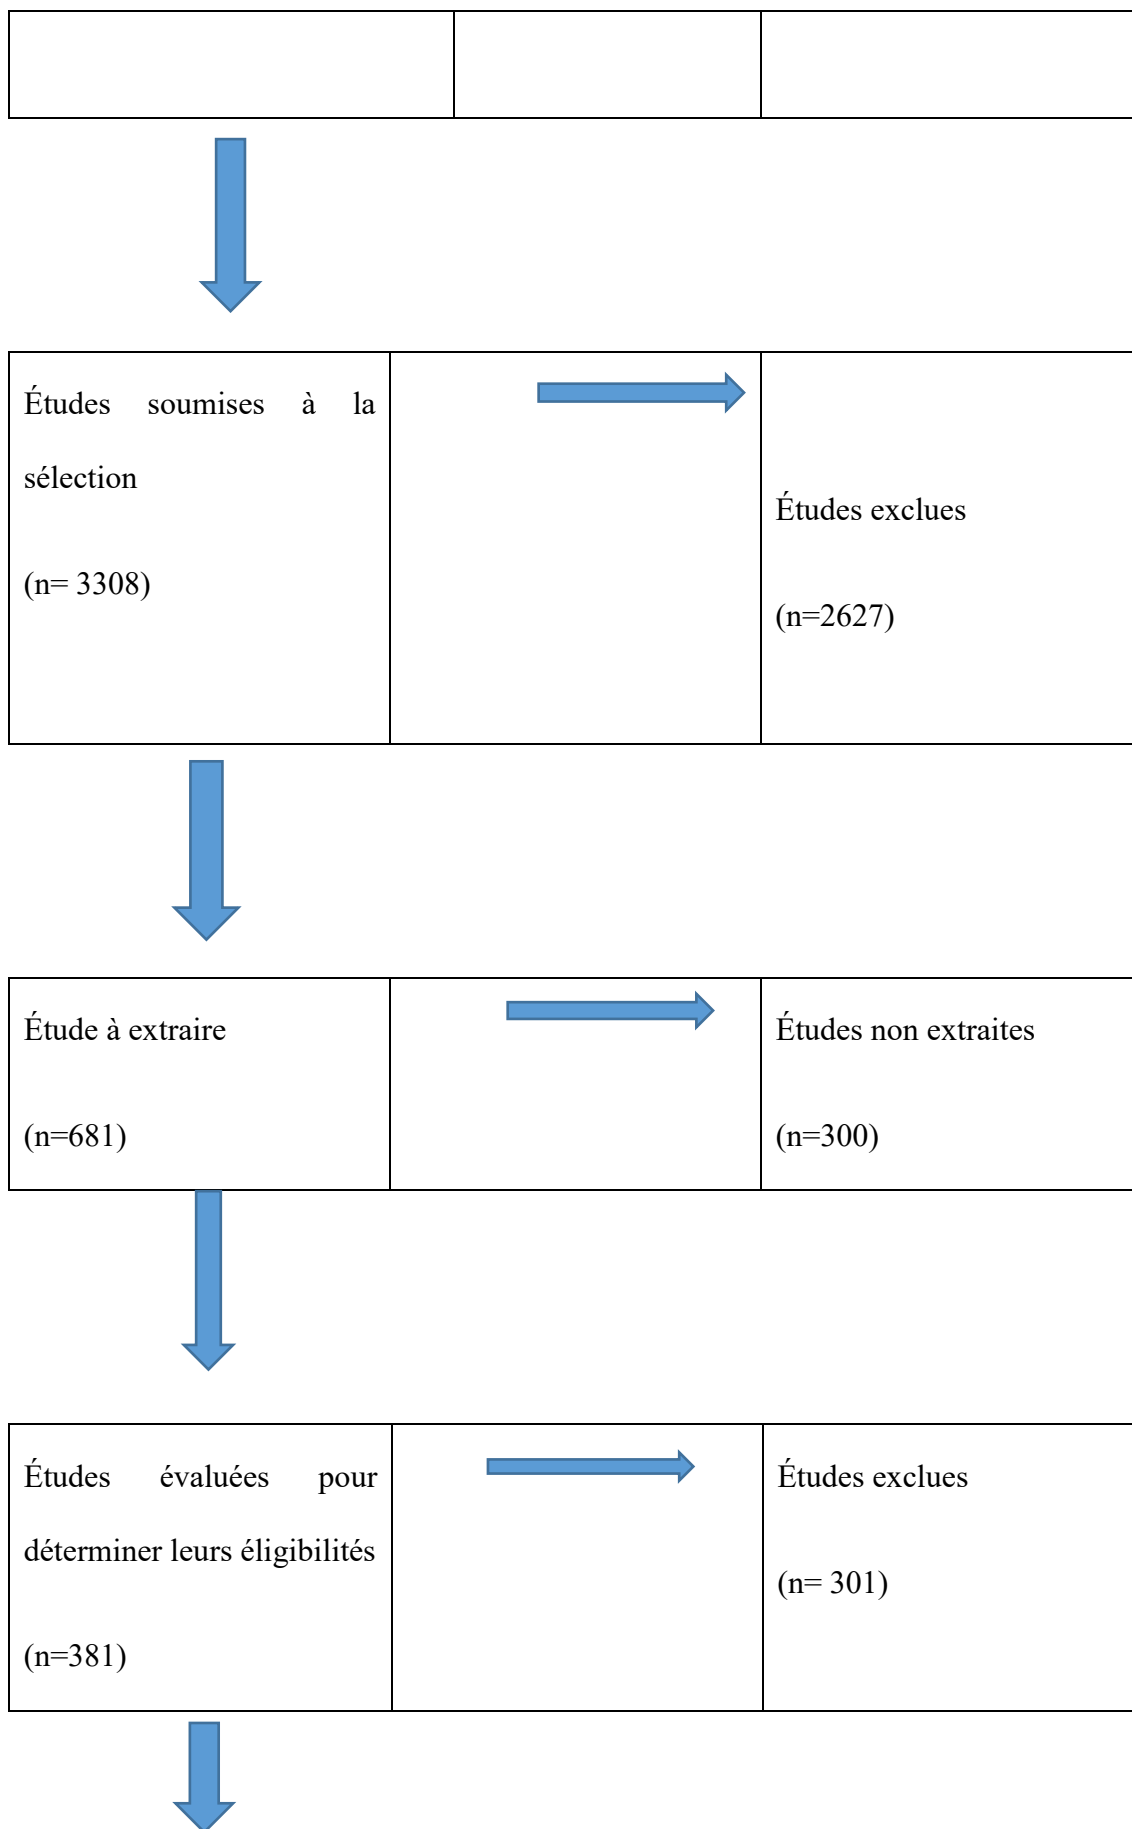 Études soumises à la
sélection
(n= 3308)
Études exclues
(n=2627)
Étude à extraire
(n=681)
Études non extraites
(n=300)
Études évaluées pour
déterminer leurs éligibilités
(n=381)
Études exclues
(n= 301)